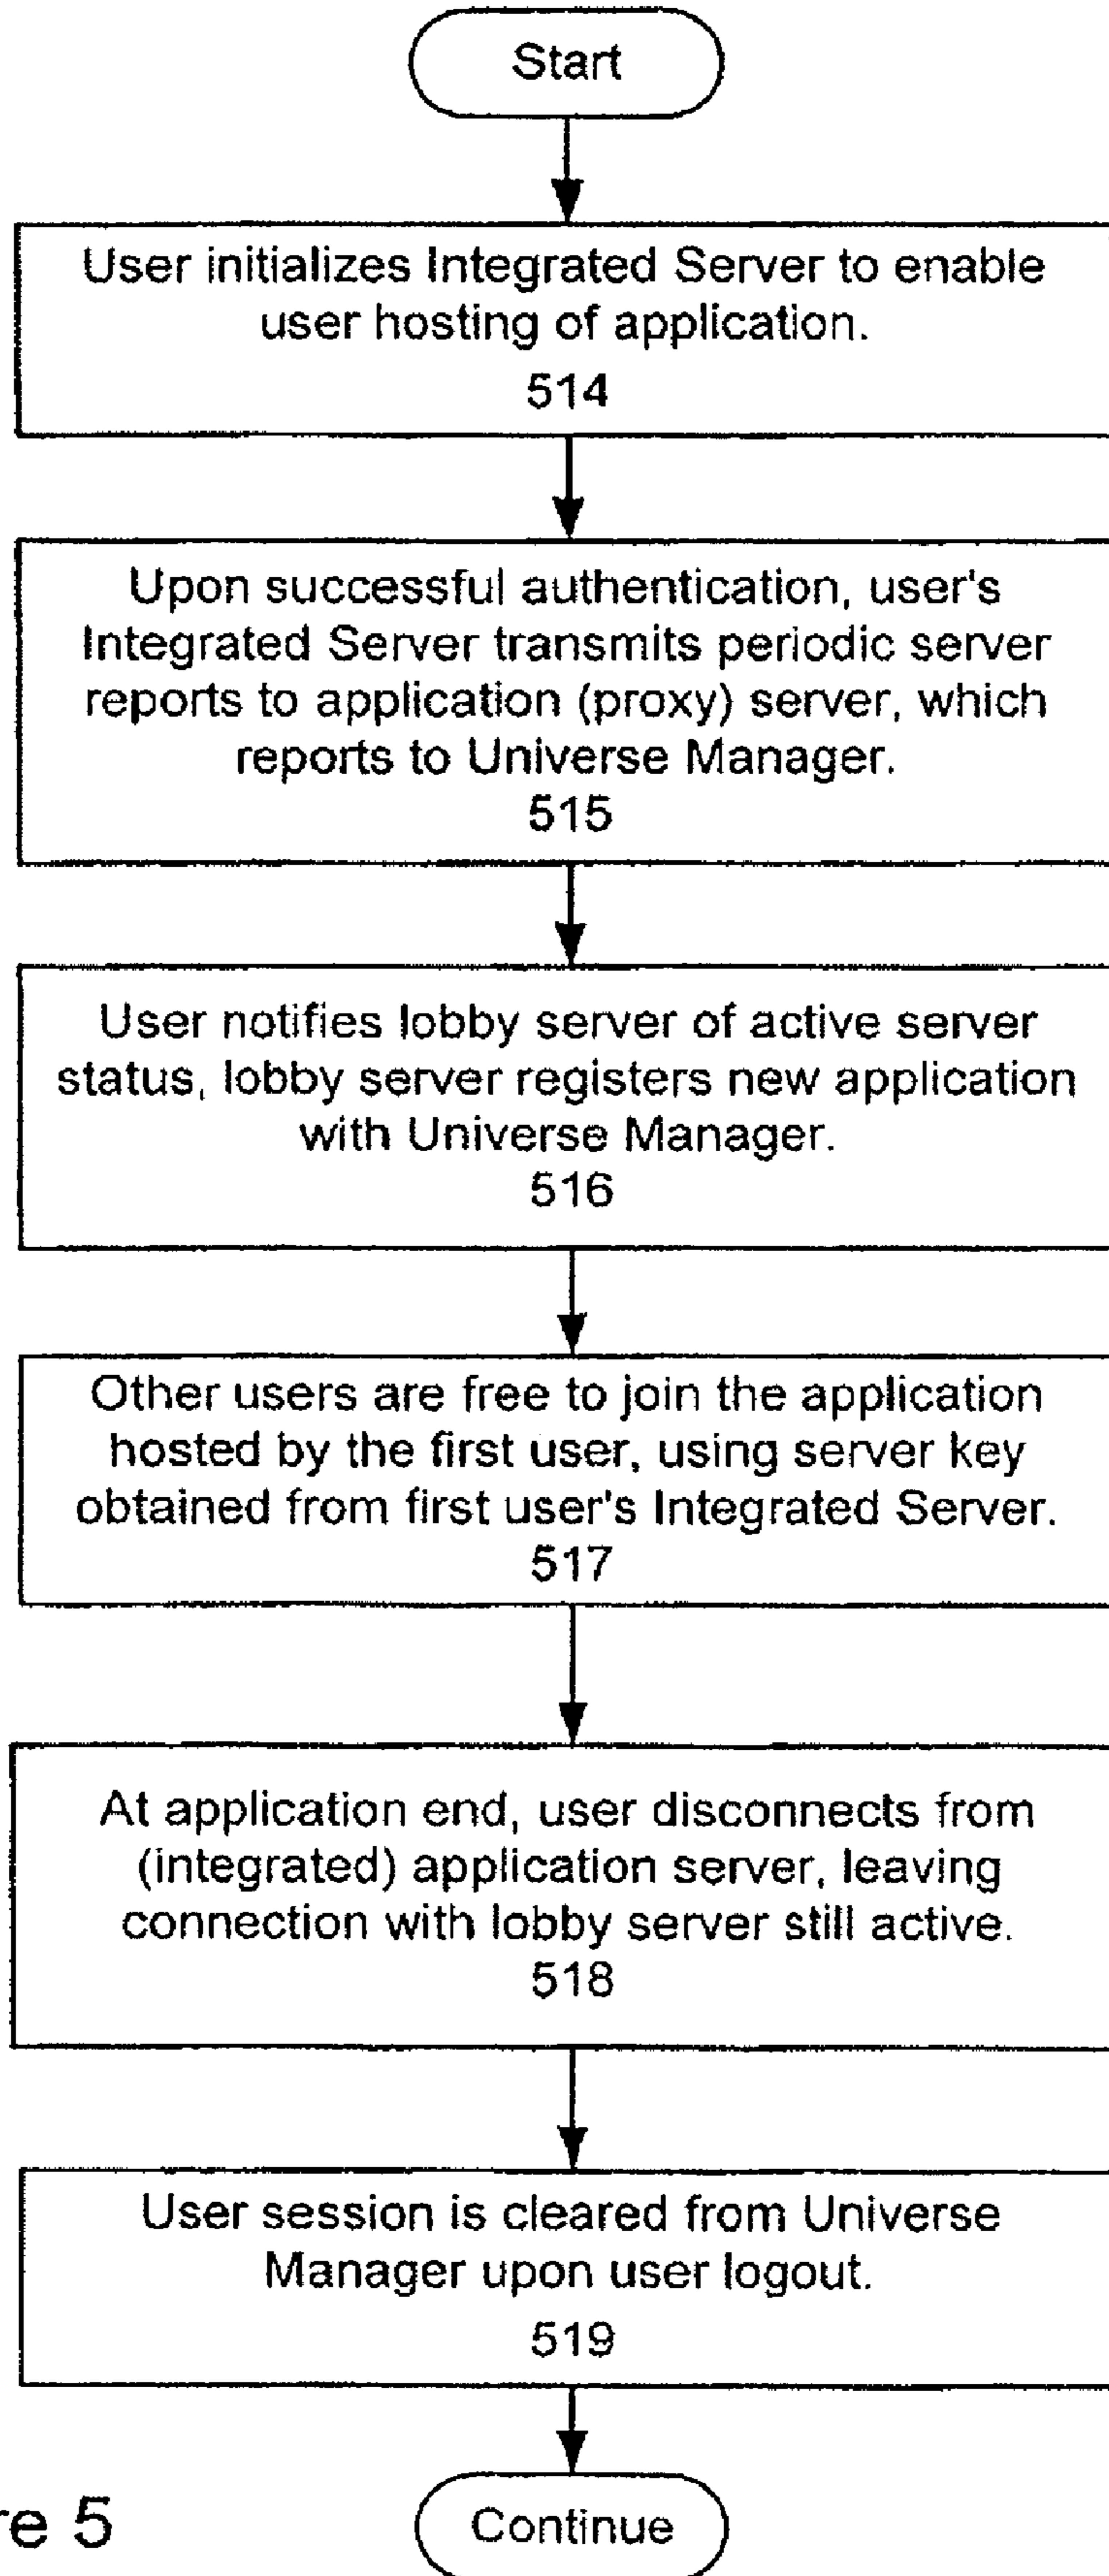 Start
User initializes Integrated Server to enable
user hosting of application.
514
Upon successful authentication, user's
Integrated Server transmits periodic server
reports to application (proxy) server, which
reports to Universe Manager.
515
User notifies lobby server of active server
status, lobby server registers new application
with Universe Manager.
516
Other users are free to join the application
hosted by the first user, using server key
obtained from first user's Integrated Server.
517
At application end, user disconnects from
(integrated) application server, leaving
connection with lobby server still active.
518
User session is cleared from Universe
Manager upon user logout.
519
re 5
Continue